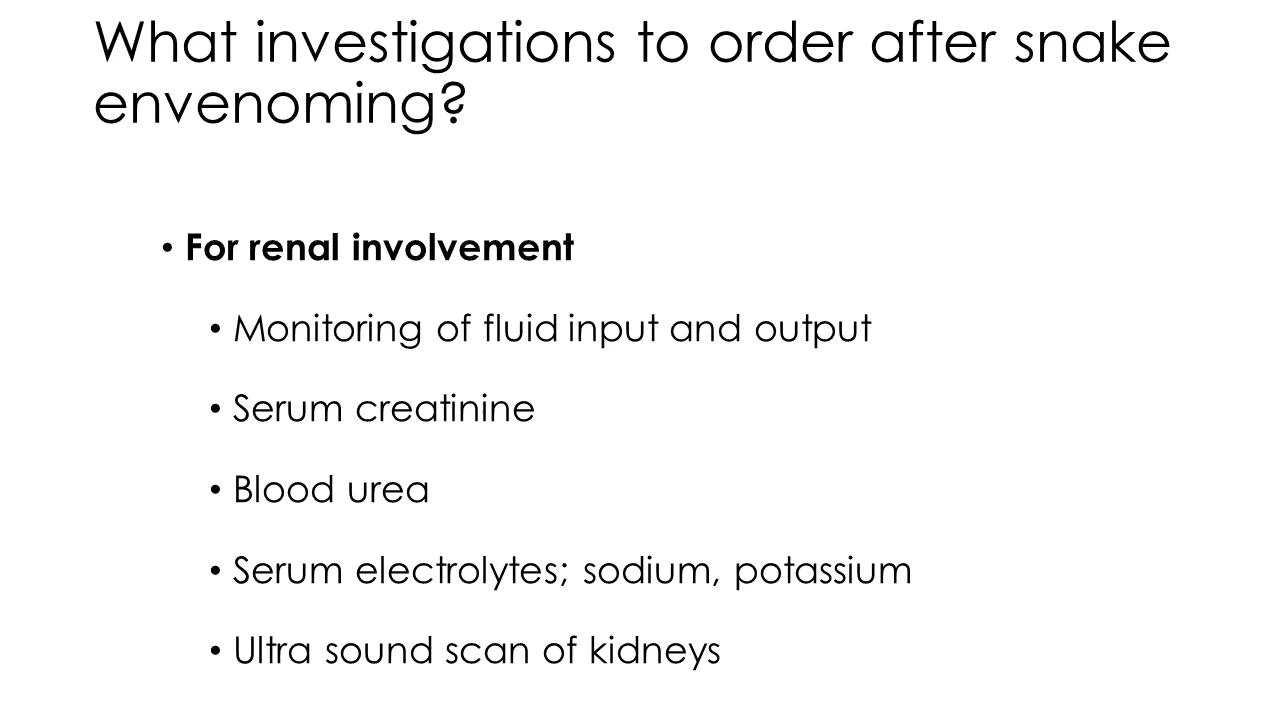 What investigations to order after snake
envenoming?
• For renal involvement
• Monitoring of fluid input and output
• Serum creatinine
• Blood urea
• Serum electrolytes; sodium, potassium
• Ultra sound scan of kidneys